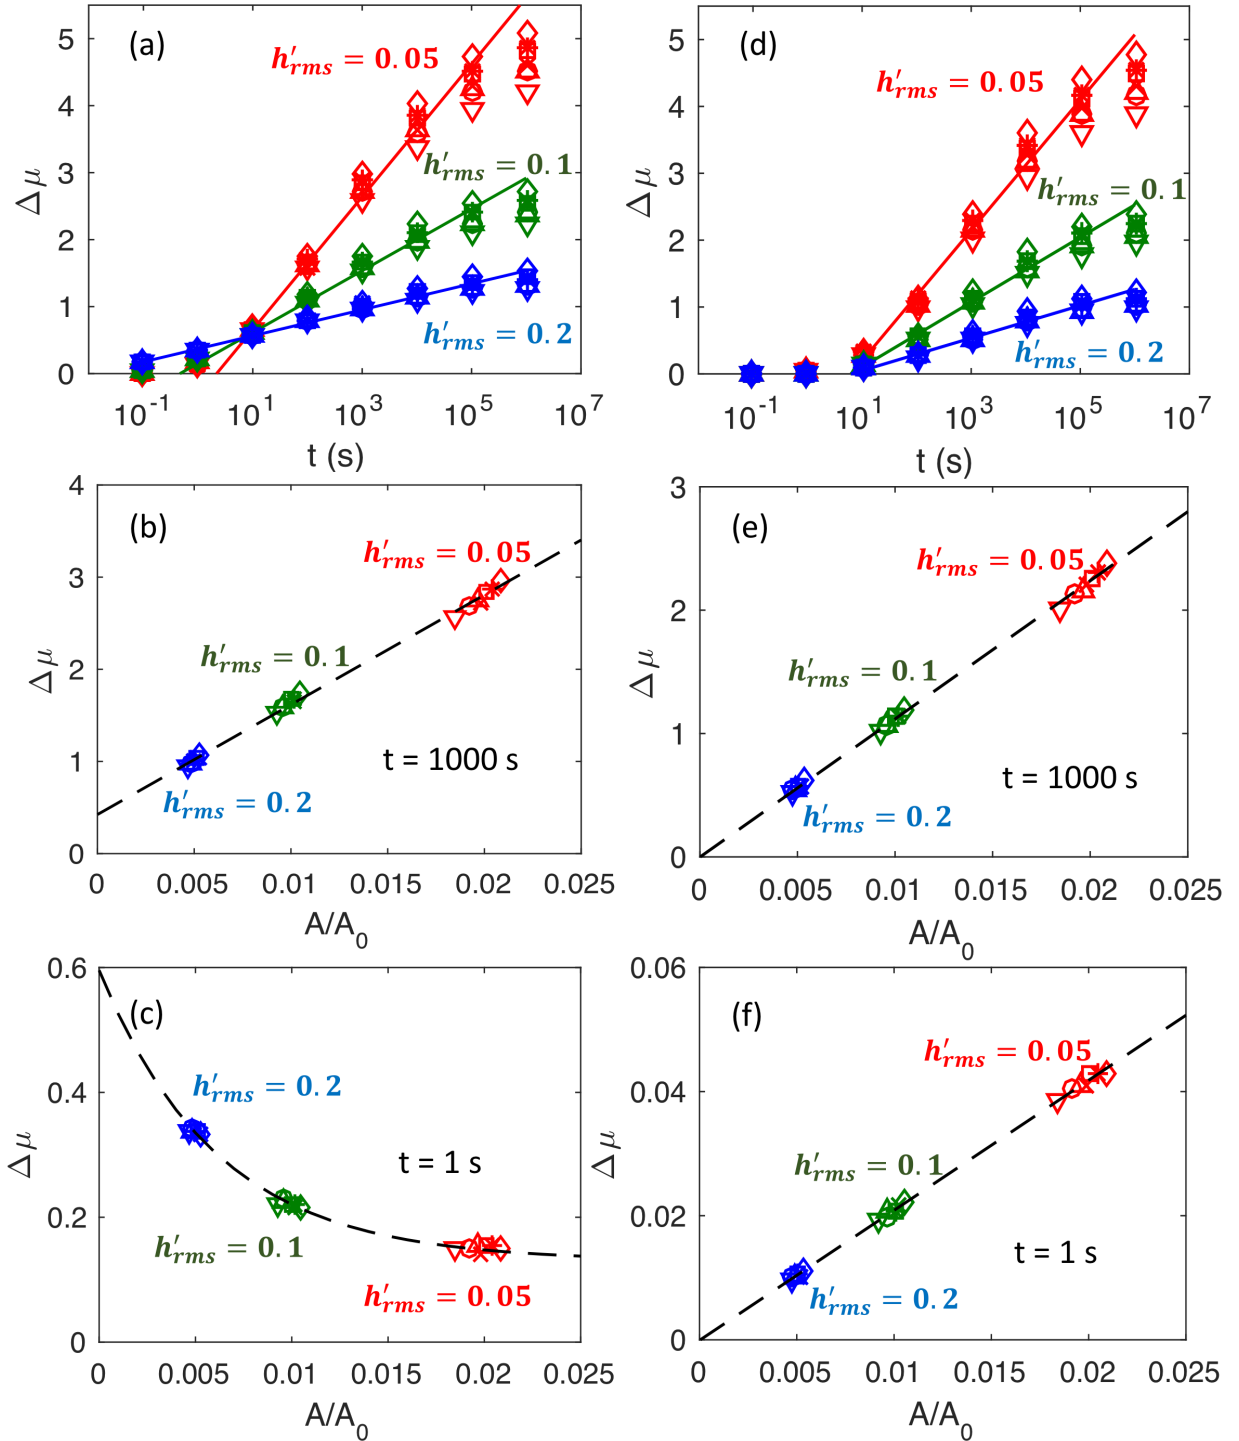 (a)
h′rms = 0.05
h′rms = 0.1
h′rms = 0.2
5
4
3
2
1
0
Δμ
10⁻¹ 10¹ 10³ 10⁵ 10⁷
t (s)
(d)
h′rms = 0.05
h′rms = 0.1
h′rms = 0.2
5
4
3
2
1
0
Δμ
10⁻¹ 10¹ 10³ 10⁵ 10⁷
t (s)
(b)
h′rms = 0.05
h′rms = 0.1
t = 1000 s
h′rms = 0.2
4
3
2
1
0
Δμ
0 0.005 0.01 0.015 0.02 0.025
A/A₀
(e)
h′rms = 0.05
h′rms = 0.1
t = 1000 s
h′rms = 0.2
3
2
1
0
Δμ
0 0.005 0.01 0.015 0.02 0.025
A/A₀
(c)
h′rms = 0.2
t = 1 s
h′rms = 0.1
h′rms = 0.05
0.6
0.4
0.2
0
Δμ
0 0.005 0.01 0.015 0.02 0.025
A/A₀
(f)
h′rms = 0.05
h′rms = 0.1
t = 1 s
h′rms = 0.2
0.06
0.04
0.02
0
Δμ
0 0.005 0.01 0.015 0.02 0.025
A/A₀